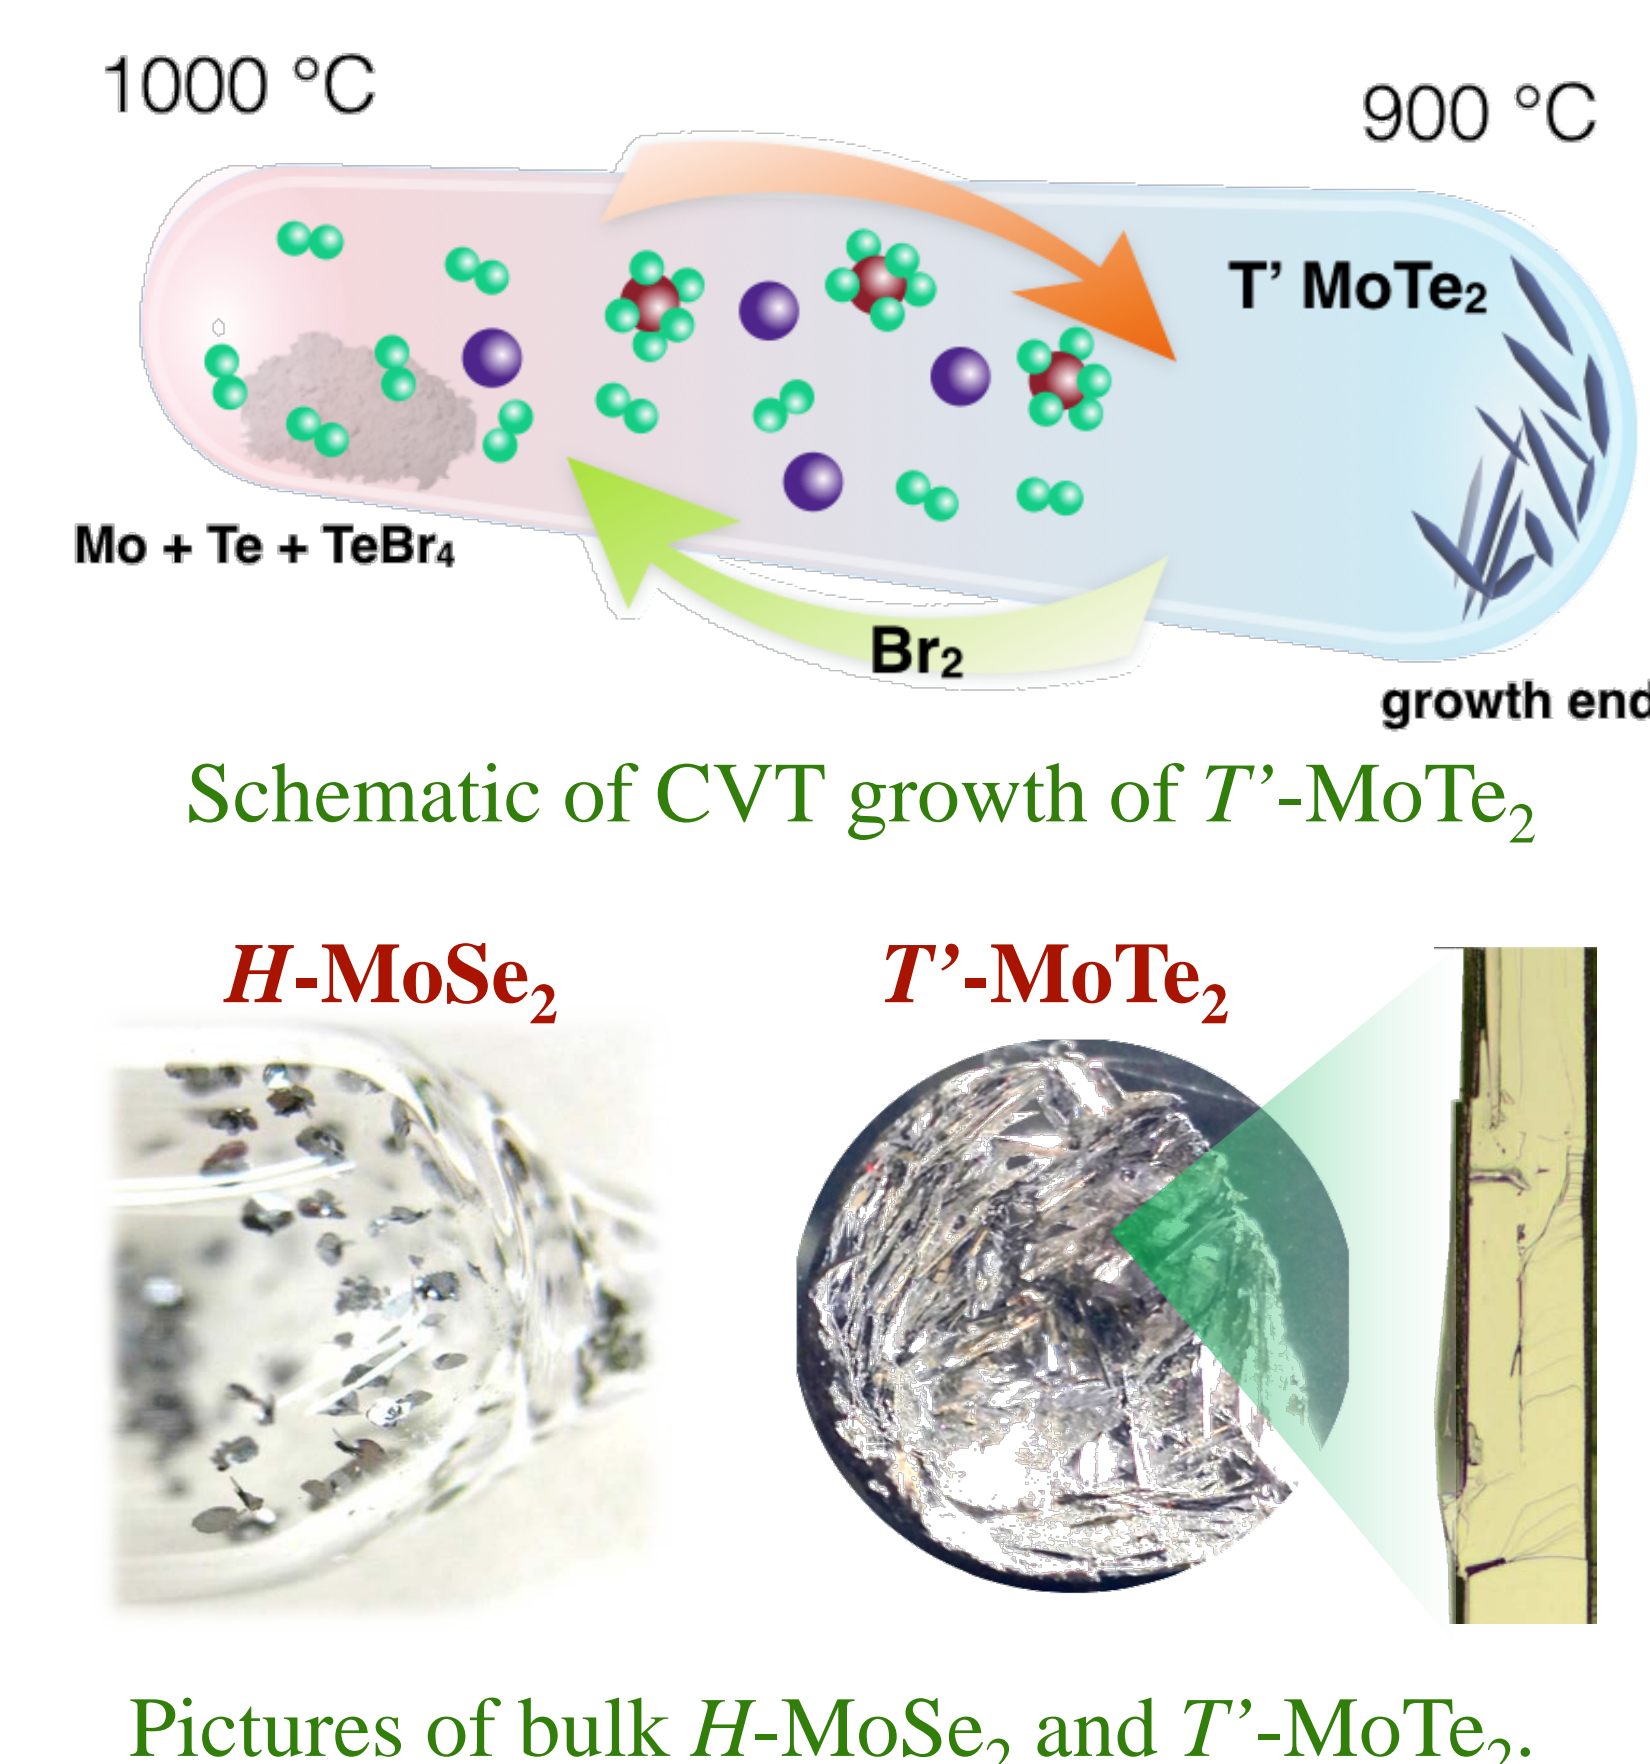 1000 °C
900 °C
T’ MoTe₂
Mo + Te + TeBr₄
Br₂
growth end
Schematic of CVT growth of T’-MoTe₂
H-MoSe₂
T’-MoTe₂
Pictures of bulk H-MoSe₂ and T’-MoTe₂.